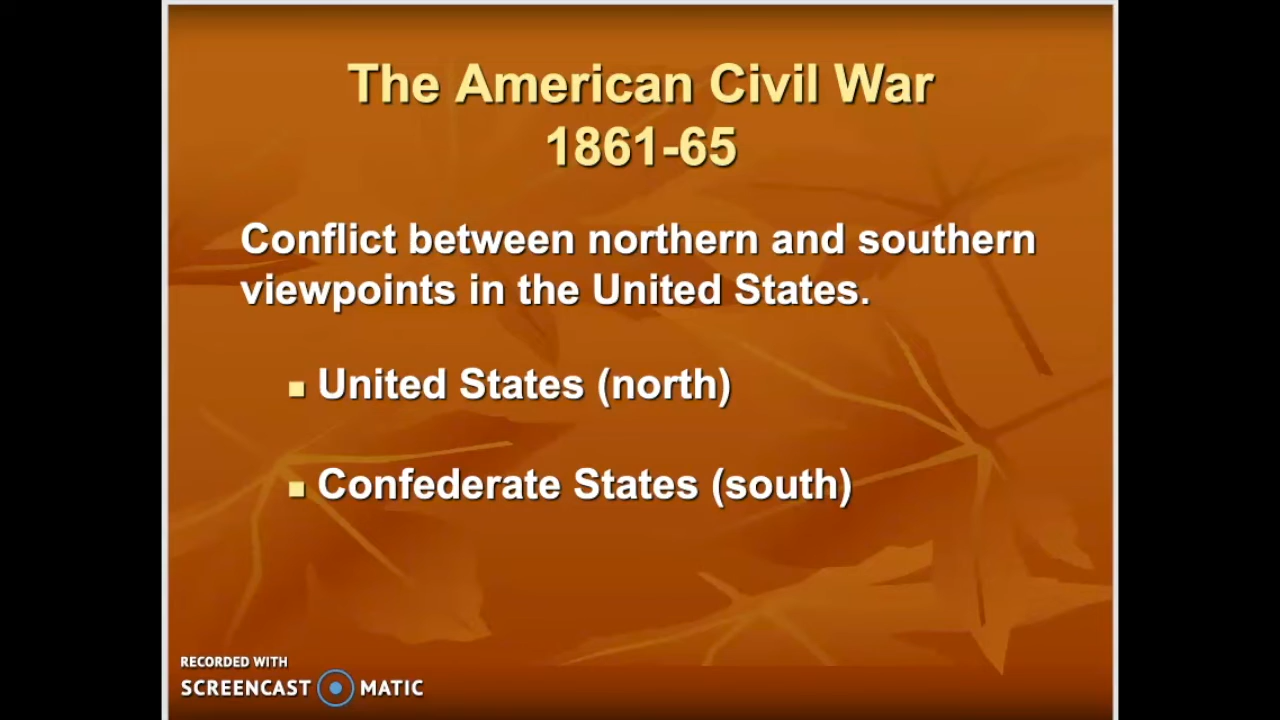 The American Civil War
1861-65
Conflict between northern and southern
viewpoints in the United States.
United States (north)
Confederate States (south)
RECORDED WITH
SCREENCAST MATIC